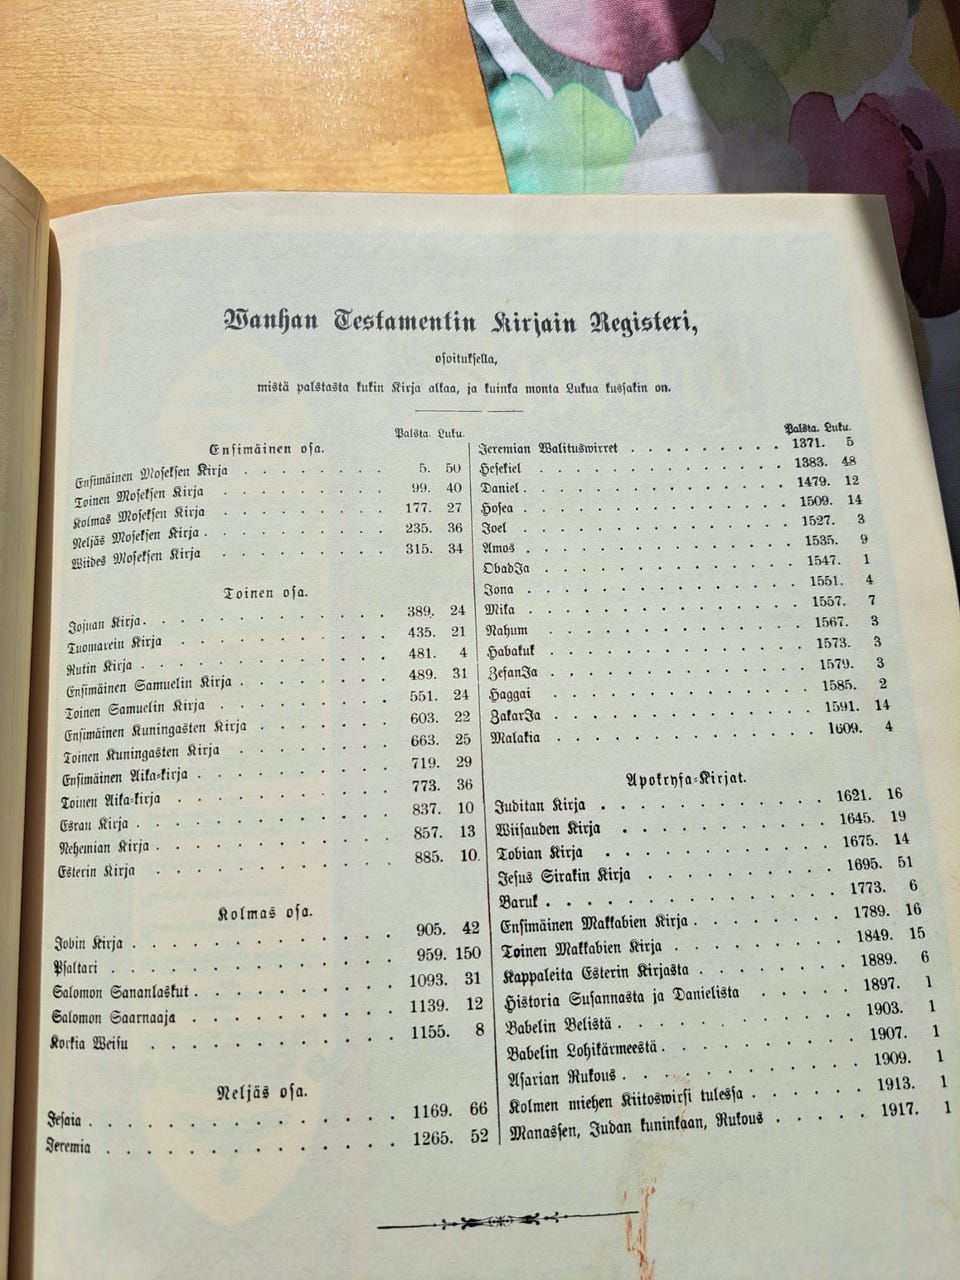 Wanhan Testamentin Kirjain Registeri,
osoituksella,
mistä palstasta kukin Kirja alkaa, ja kuinka monta Lukua kussakin on.
Palsta. Luku.
Ensimäinen osa.
Ensimäinen Moseksen Kirja . . . . . . . 5. 50
Toinen Moseksen Kirja . . . . . . . 99. 40
Kolmas Moseksen Kirja . . . . . . . 177. 27
Neljäs Moseksen Kirja . . . . . . . 235. 36
Wiides Moseksen Kirja . . . . . . . 315. 34
Toinen osa.
Josuan Kirja . . . . . . . 389. 24
Tuomarein Kirja . . . . . . . 435. 21
Rutin Kirja . . . . . . . 481. 4
Ensimäinen Samuelin Kirja . . . . . . . 489. 31
Toinen Samuelin Kirja . . . . . . . 551. 24
Ensimäinen Kuningasten Kirja . . . . . . . 603. 22
Toinen Kuningasten Kirja . . . . . . . 663. 25
Ensimäinen Aika-kirja . . . . . . . 719. 29
Toinen Aika-kirja . . . . . . . 773. 36
Esran Kirja . . . . . . . 837. 10
Nehemian Kirja . . . . . . . 857. 13
Esterin Kirja . . . . . . . 885. 10.
Kolmas osa.
Jobin Kirja . . . . . . . 905. 42
Psaltari . . . . . . . 959. 150
Salomon Sananlaskut . . . . . . . 1093. 31
Salomon Saarnaaja . . . . . . . 1139. 12
Korkia Weisu . . . . . . . 1155. 8
Neljäs osa.
Jesaia . . . . . . . 1169. 66
Jeremia . . . . . . . 1265. 52
Palsta. Luku.
Jeremian Walituswirret . . . . . . . 1371. 5
Hesekiel . . . . . . . 1383. 48
Daniel . . . . . . . 1479. 12
Hosea . . . . . . . 1509. 14
Joel . . . . . . . 1527. 3
Amos . . . . . . . 1535. 9
ObadJa . . . . . . . 1547. 1
Jona . . . . . . . 1551. 4
Mika . . . . . . . 1557. 7
Nahum . . . . . . . 1567. 3
Habakuk . . . . . . . 1573. 3
ZefanJa . . . . . . . 1579. 3
Haggai . . . . . . . 1585. 2
ZakarJa . . . . . . . 1591. 14
Malakia . . . . . . . 1609. 4
Apokryfa-Kirjat.
Juditan Kirja . . . . . . . 1621. 16
Wiisauden Kirja . . . . . . . 1645. 19
Tobian Kirja . . . . . . . 1675. 14
Jesus Sirakin Kirja . . . . . . . 1695. 51
Baruk . . . . . . . 1773. 6
Ensimäinen Makkabien Kirja . . . . . . . 1789. 16
Toinen Makkabien Kirja . . . . . . . 1849. 15
Kappaleita Esterin Kirjasta . . . . . . . 1889. 6
Historia Susannasta ja Danielista . . . . . 1897. 1
Babelin Belistä . . . . . . . 1903. 1
Babelin Lohikärmeestä . . . . . . . 1907. 1
Asarian Rukous . . . . . . . 1909. 1
Kolmen miehen Kiitoswirsi tulessa . . . . . . 1913. 1
Manassen, Judan kuninkaan, Rukous . . . . . 1917. 1